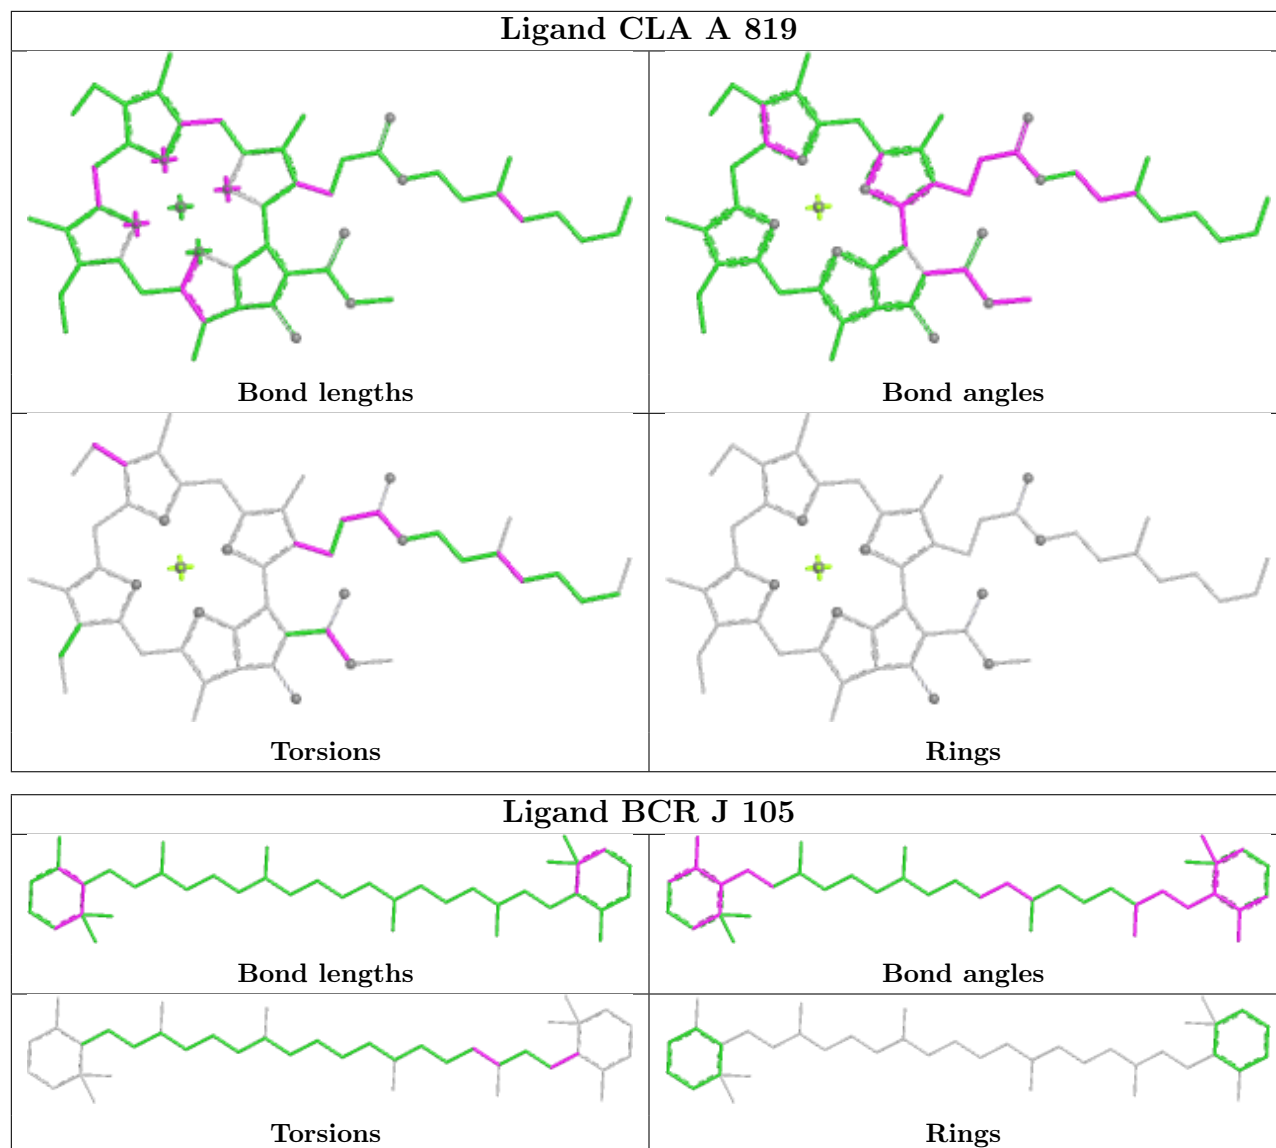 Ligand CLA A 819
Bond lengths
Bond angles
Torsions
Rings
Ligand BCR J 105
Bond lengths
Bond angles
Torsions
Rings